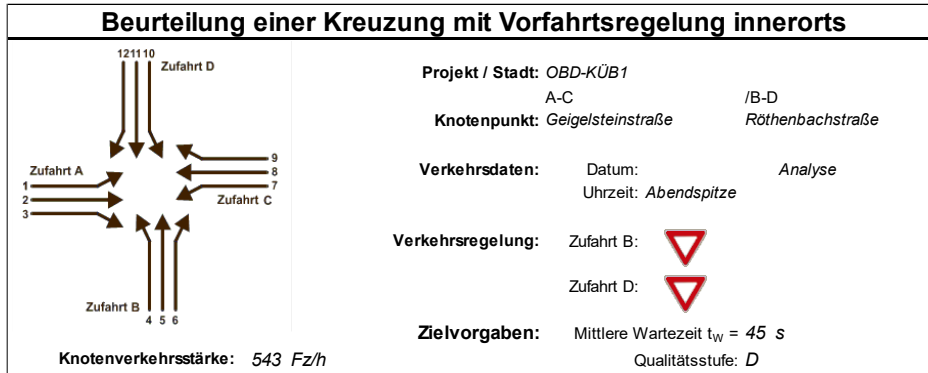 Beurteilung einer Kreuzung mit Vorfahrtsregelung innerorts
12 11 10
Zufahrt D
Zufahrt A
1
2
3
9
8
7
Zufahrt C
Zufahrt B
4 5 6
Knotenverkehrsstärke: 543 Fz/h
Projekt / Stadt: OBD-KÜB1
A-C /B-D
Knotenpunkt: Geigelsteinstraße Röthenbachstraße
Verkehrsdaten: Datum: Analyse
Uhrzeit: Abendspitze
Verkehrsregelung: Zufahrt B:
Zufahrt D:
Zielvorgaben: Mittlere Wartezeit tW = 45 s
Qualitätsstufe: D